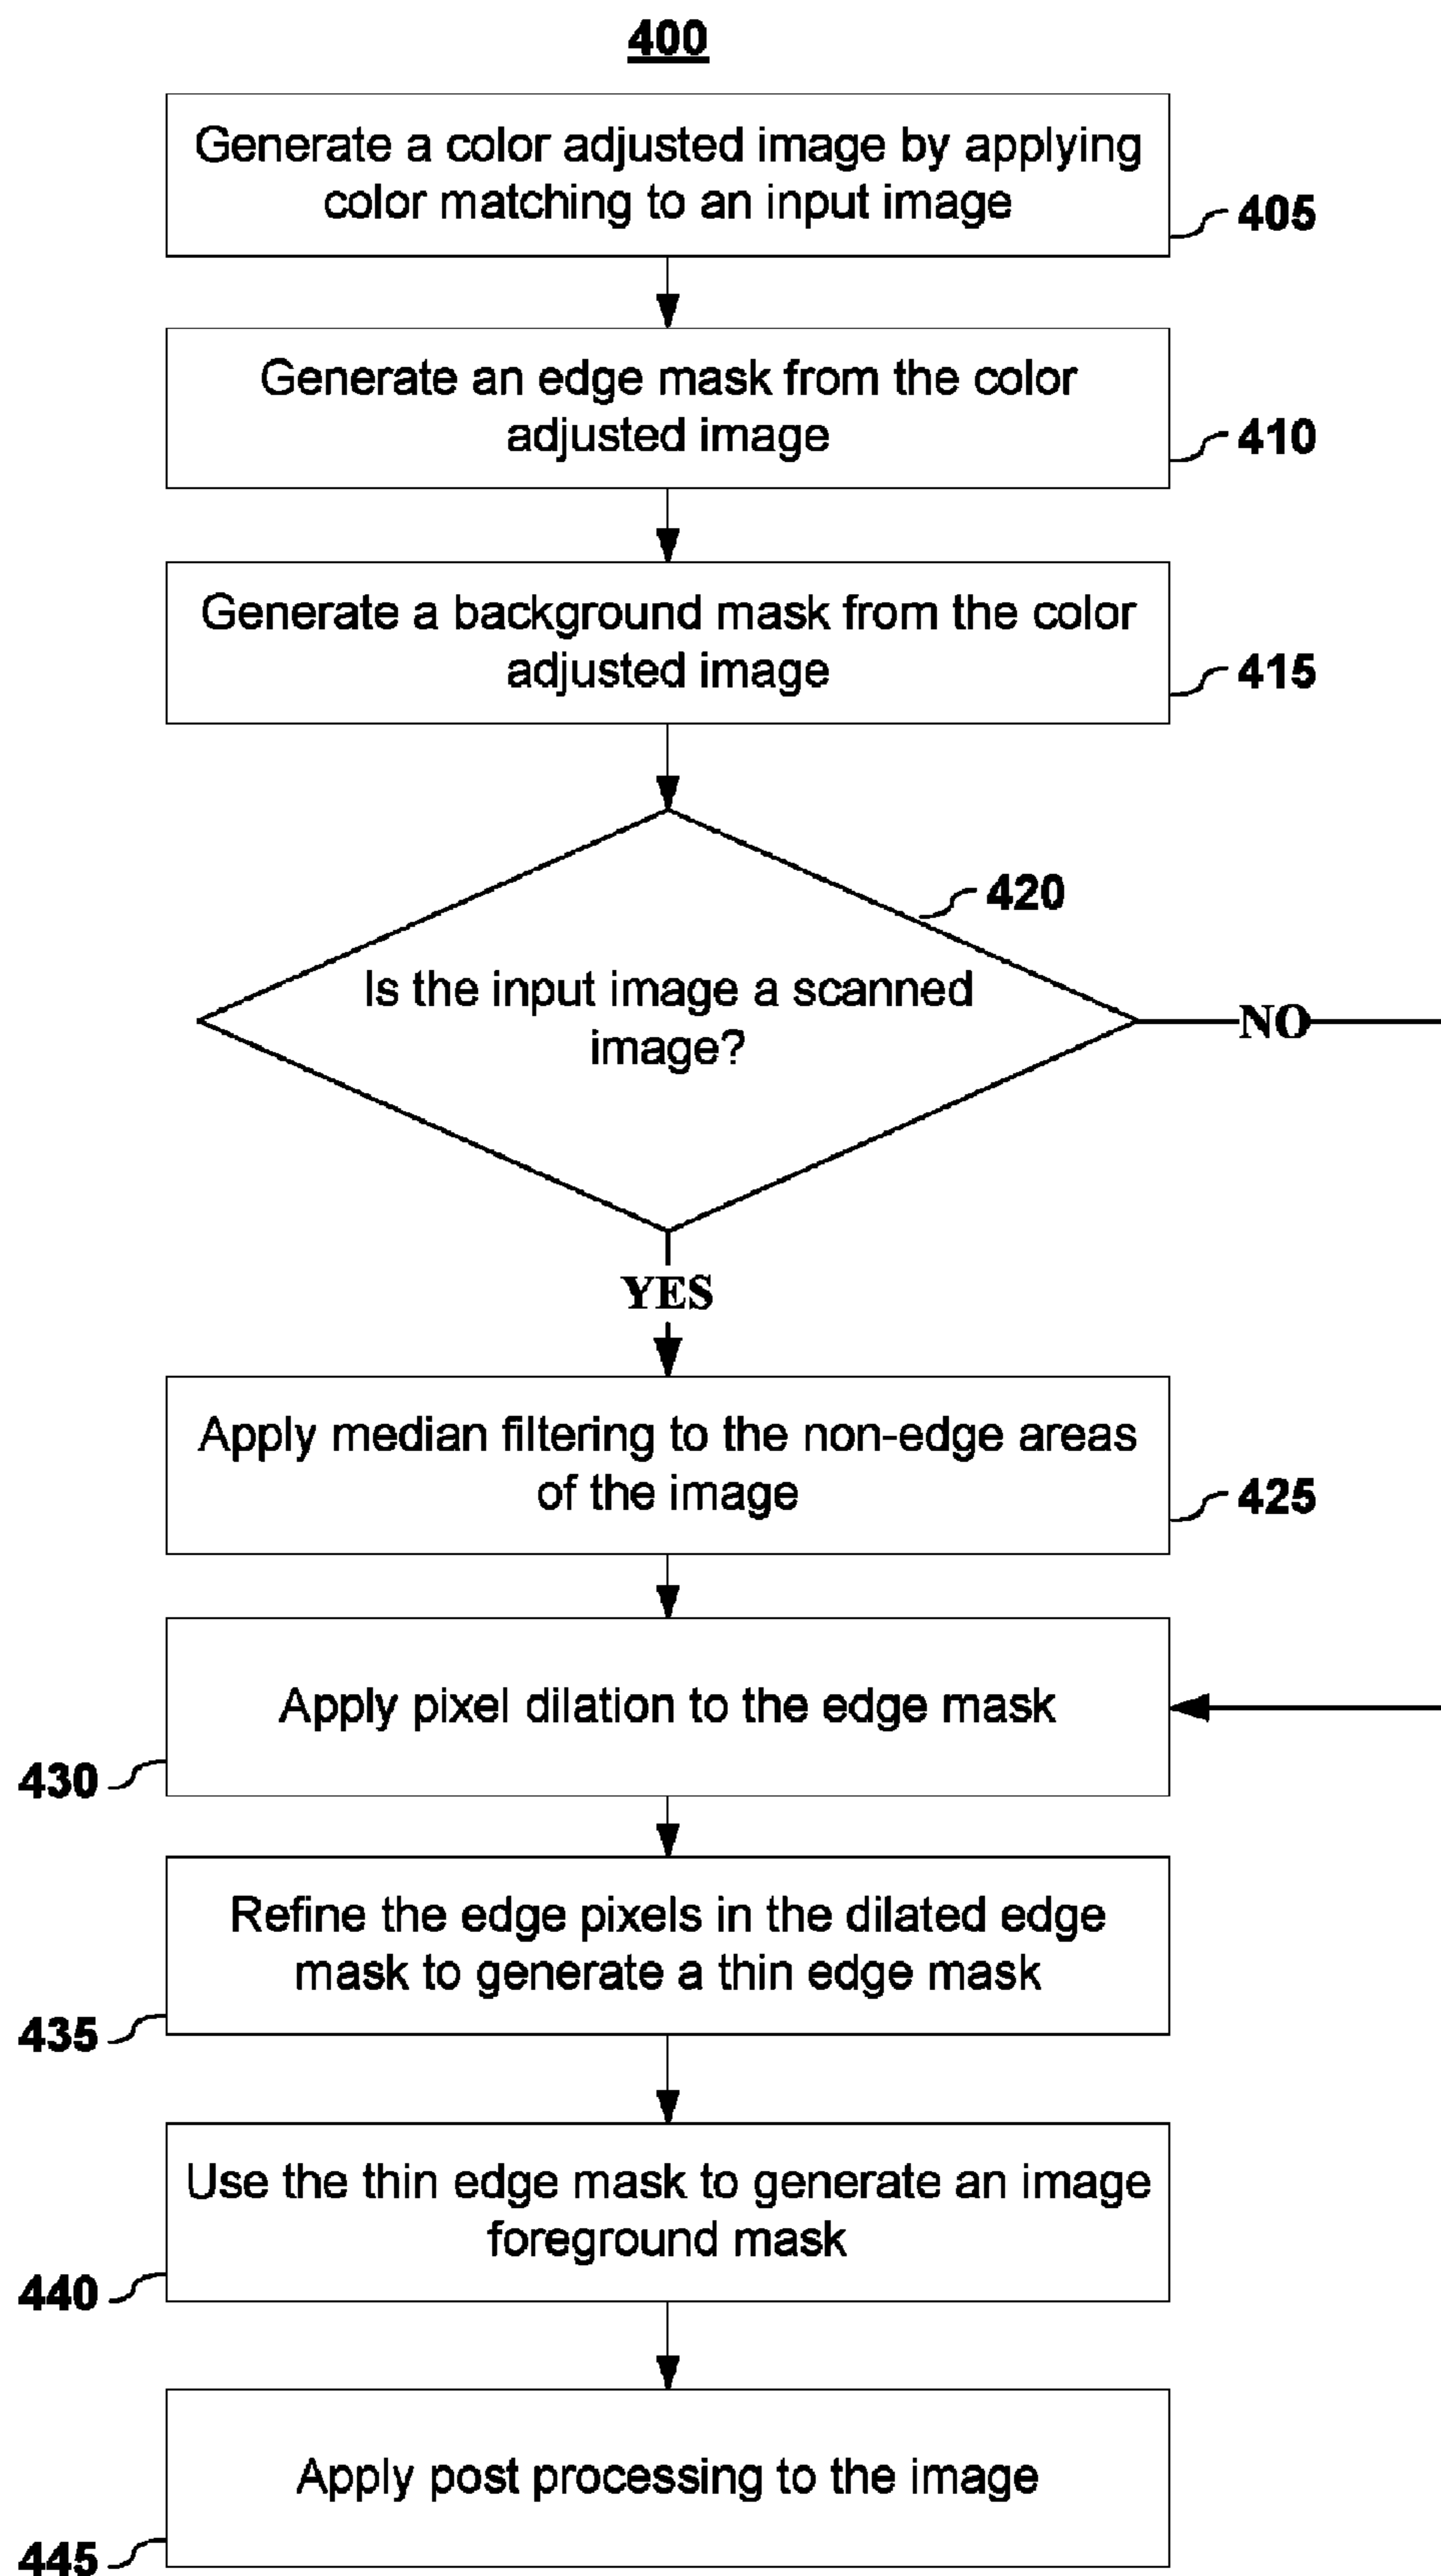 400
Generate a color adjusted image by applying
color matching to an input image
405
Generate an edge mask from the color
adjusted image
410
Generate a background mask from the color
adjusted image
415
420
Is the input image a scanned
image?
NO
YES
Apply median filtering to the non-edge areas
of the image
425
Apply pixel dilation to the edge mask
430
Refine the edge pixels in the dilated edge
mask to generate a thin edge mask
435
Use the thin edge mask to generate an image
foreground mask
440
Apply post processing to the image
445